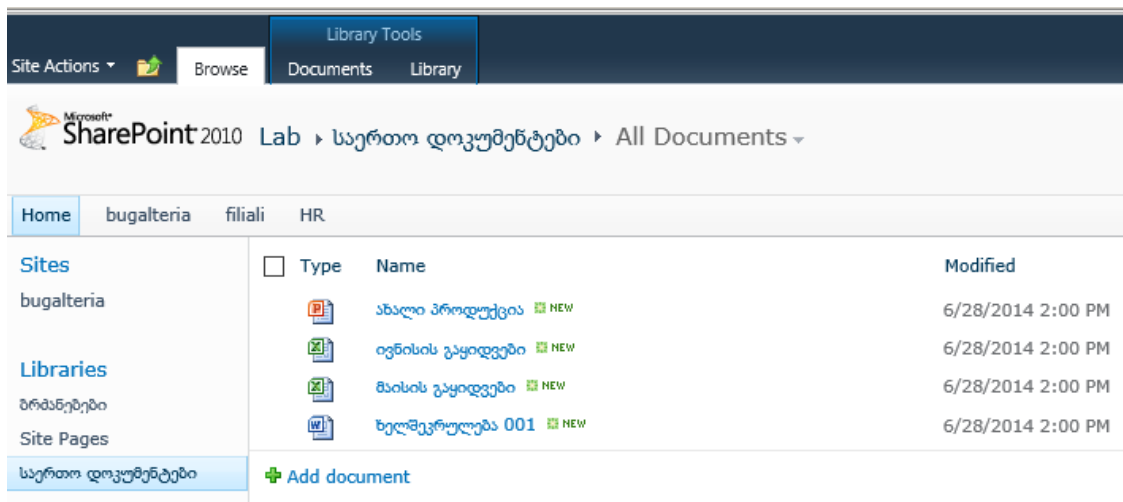 Library Tools
Site Actions Browse Documents Library
Microsoft®
SharePoint 2010 Lab საერთო დოკუმენტები All Documents
Home bugalteria filiali HR
Sites
bugalteria
Libraries
ბრძანებები
Site Pages
საერთო დოკუმენტები
Type Name Modified
ახალი პროდუქცია NEW 6/28/2014 2:00 PM
ივნისის გაყიდვები NEW 6/28/2014 2:00 PM
მაისის გაყიდვები NEW 6/28/2014 2:00 PM
ხელშეკრულება 001 NEW 6/28/2014 2:00 PM
Add document